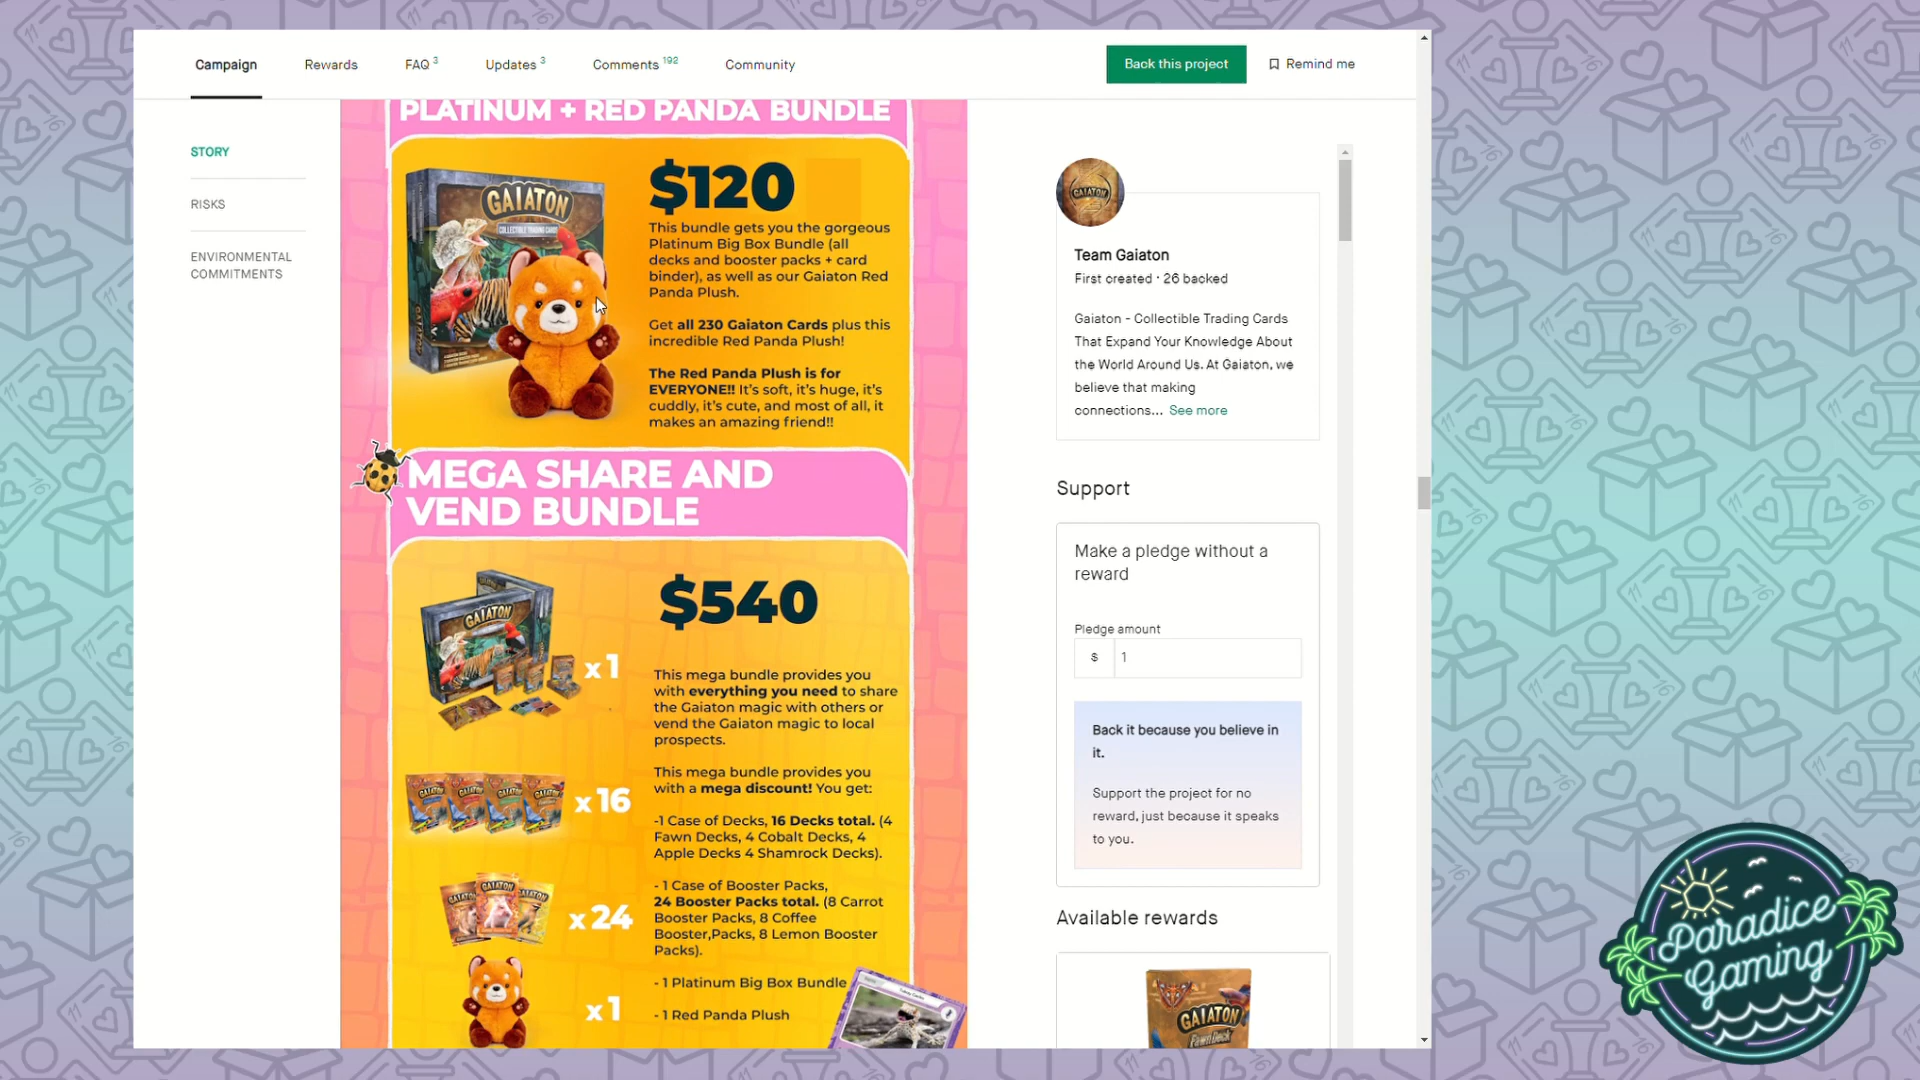 Campaign
Rewards
FAQ 3
Updates 3
Comments 192
Community
Back this project
Remind me
STORY
RISKS
ENVIRONMENTAL
COMMITMENTS
PLATINUM + RED PANDA BUNDLE
GAIATON
COLLECTIBLE TRADING CARDS
$120
This bundle gets you the gorgeous
Platinum Big Box Bundle (all
decks and booster packs + card
binder), as well as our Gaiaton Red
Panda Plush.
Get all 230 Gaiaton Cards plus this
incredible Red Panda Plush!
The Red Panda Plush is for
EVERYONE!! It's soft, it's huge, it's
cuddly, it's cute, and most of all, it
makes an amazing friend!!
MEGA SHARE AND
VEND BUNDLE
GAIATON
x1
$540
This mega bundle provides you
with everything you need to share
the Gaiaton magic with others or
vend the Gaiaton magic to local
prospects.
This mega bundle provides you
with a mega discount! You get:
-1 Case of Decks, 16 Decks total. (4
Fawn Decks, 4 Cobalt Decks, 4
Apple Decks 4 Shamrock Decks).
- 1 Case of Booster Packs,
24 Booster Packs total. (8 Carrot
Booster Packs, 8 Coffee
Booster,Packs, 8 Lemon Booster
Packs).
- 1 Platinum Big Box Bundle
- 1 Red Panda Plush
x16
x24
x1
GAIATON
Team Gaiaton
First created · 26 backed
Gaiaton - Collectible Trading Cards
That Expand Your Knowledge About
the World Around Us. At Gaiaton, we
believe that making
connections... See more
Support
Make a pledge without a
reward
Pledge amount
$ 1
Back it because you believe in
it.
Support the project for no
reward, just because it speaks
to you.
Available rewards
GAIATON
Fawn Deck
Paradice
Gaming